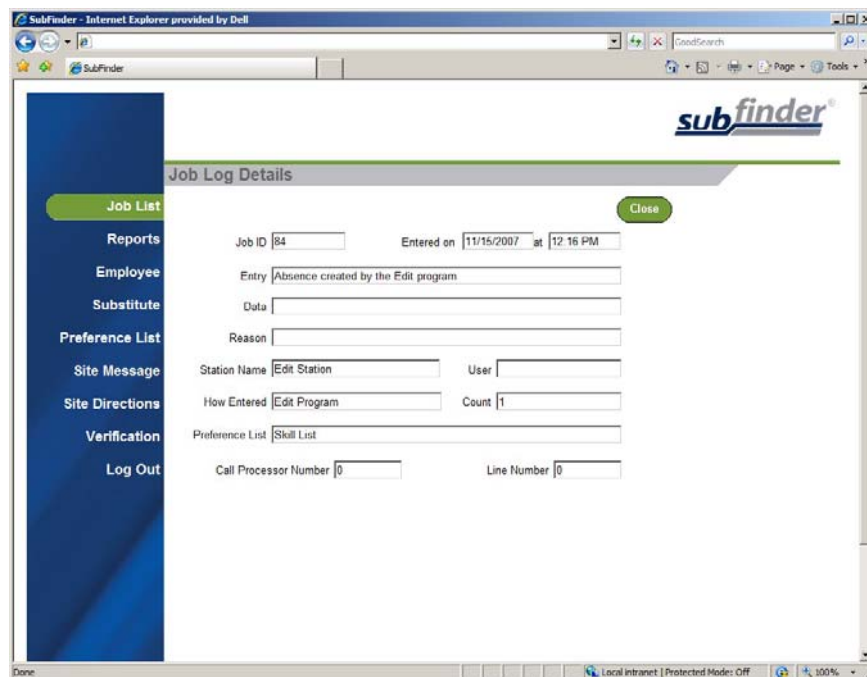 SubFinder - Internet Explorer provided by Dell
GoodSearch
SubFinder
Page Tools
subfinder®
Job Log Details
Job List
Close
Reports
Job ID 84 Entered on 11/15/2007 at 12:16 PM
Employee
Entry Absence created by the Edit program
Substitute
Data
Preference List
Reason
Site Message
Station Name Edit Station User
Site Directions
How Entered Edit Program Count 1
Verification
Preference List Skill List
Log Out
Call Processor Number 0 Line Number 0
Done
Local intranet | Protected Mode: Off 100%